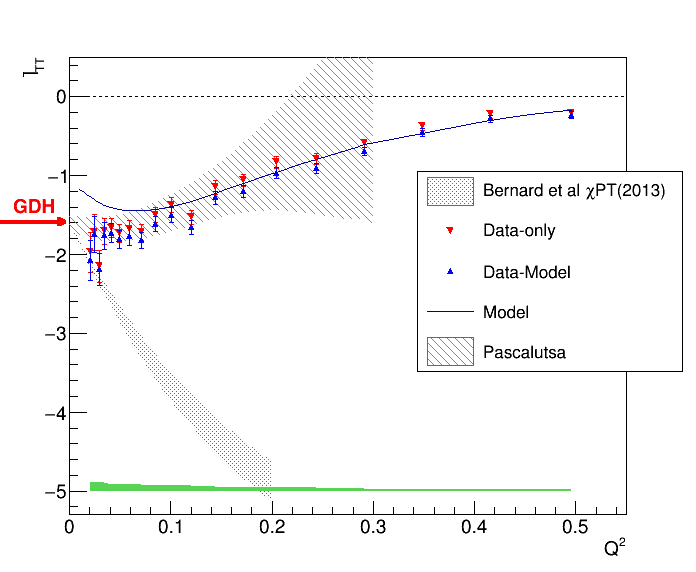 I_TT
0
−1
GDH
−2
−3
−4
−5
0 0.1 0.2 0.3 0.4 0.5
Q²
Bernard et al χPT(2013)
Data-only
Data-Model
Model
Pascalutsa